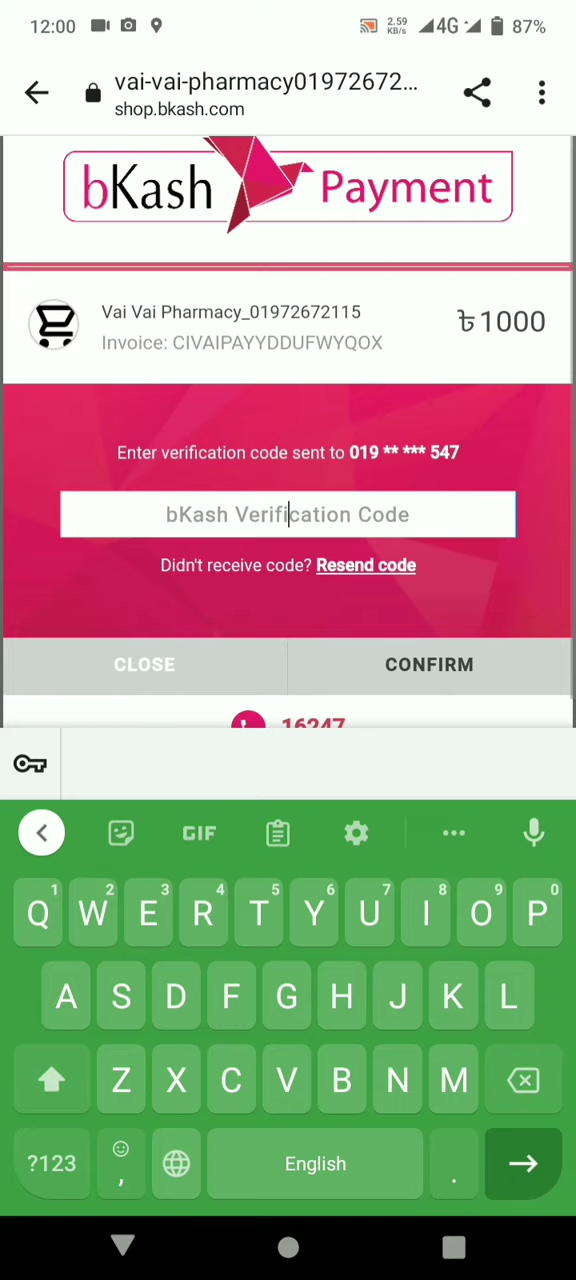 12:00 2.59 KB/s 4G 87%
vai-vai-pharmacy01972672...
shop.bkash.com
bKash Payment
Vai Vai Pharmacy_01972672115
৳1000
Invoice: CIVAIPAYYDDUFWYQOX
Enter verification code sent to 019 ** *** 547
bKash Verification Code
Didn't receive code? Resend code
CLOSE CONFIRM
16247
GIF
1 2 3 4 5 6 7 8 9 0
Q W E R T Y U I O P
A S D F G H J K L
Z X C V B N M
?123 , English .